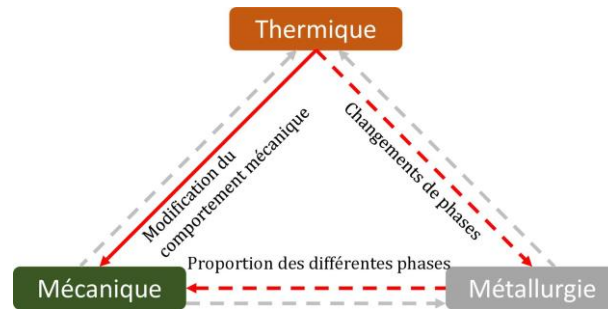 Thermique
Modification du
comportement mécanique
Changements de
phases
Proportion des différentes phases
Mécanique
Métallurgie